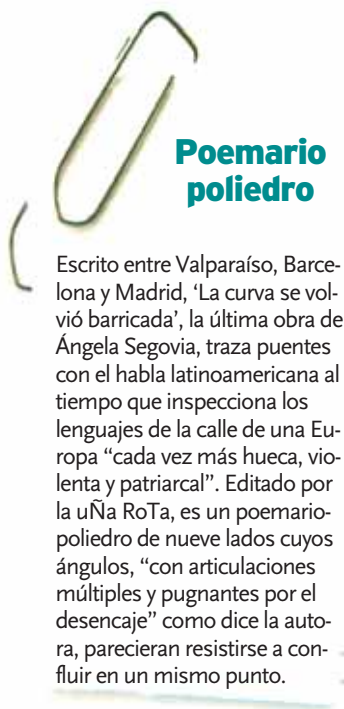 Poemario
poliedro
Escrito entre Valparaíso, Barce-
lona y Madrid, ‘La curva se vol-
vió barricada’, la última obra de
Ángela Segovia, traza puentes
con el habla latinoamericana al
tiempo que inspecciona los
lenguajes de la calle de una Eu-
ropa “cada vez más hueca, vio-
lenta y patriarcal”. Editado por
la uÑa RoTa, es un poemario-
poliedro de nueve lados cuyos
ángulos, “con articulaciones
múltiples y pugnantes por el
desencaje” como dice la auto-
ra, parecieran resistirse a con-
fluir en un mismo punto.